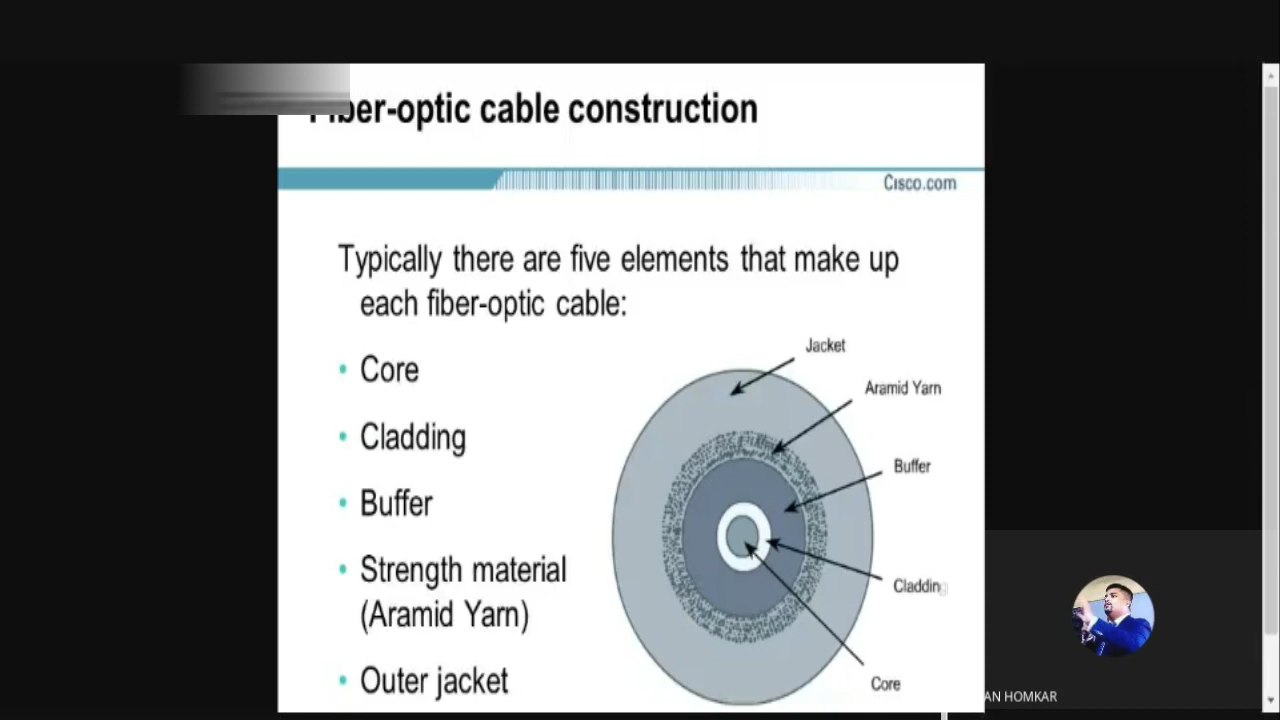 Fiber-optic cable construction
Cisco.com
Typically there are five elements that make up
each fiber-optic cable:
• Core
• Cladding
• Buffer
• Strength material
(Aramid Yarn)
• Outer jacket
Jacket
Aramid Yarn
Buffer
Cladding
Core
AN HOMKAR